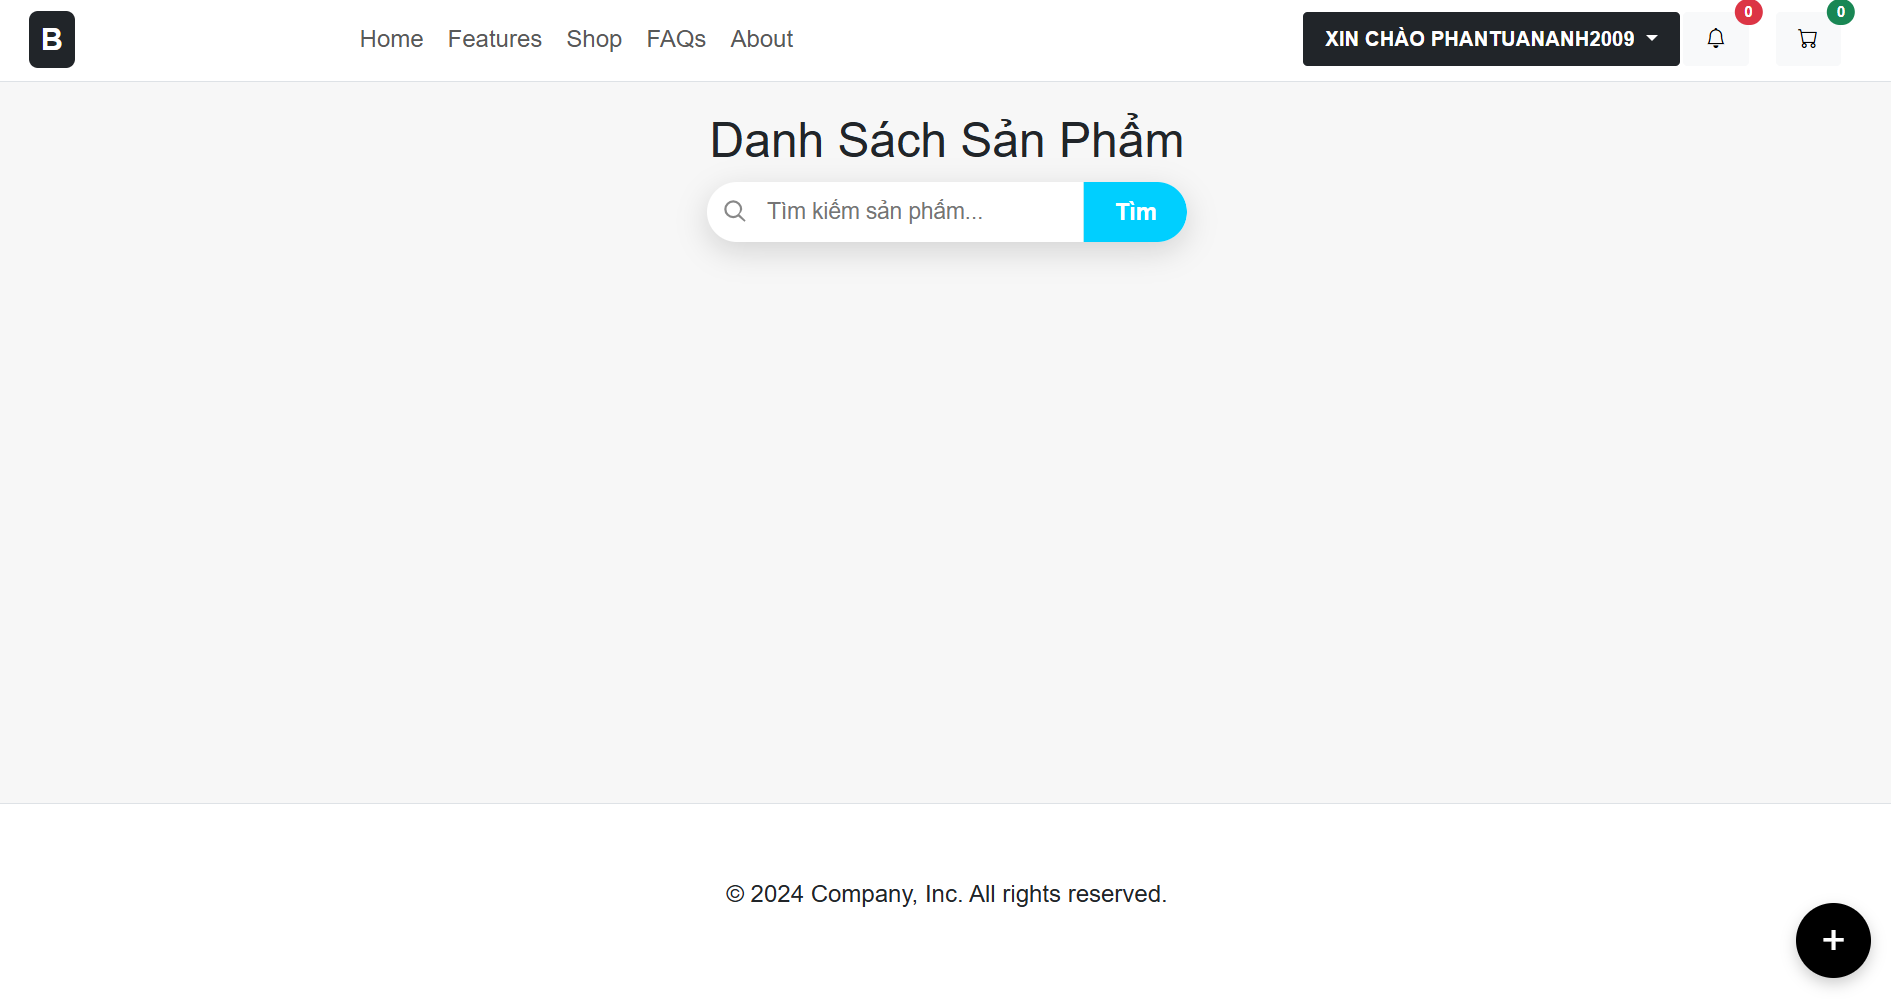 B
Home Features Shop FAQs About
XIN CHÀO PHANTUANANH2009
0
0
Danh Sách Sản Phẩm
Tìm kiếm sản phẩm...
Tìm
© 2024 Company, Inc. All rights reserved.
+